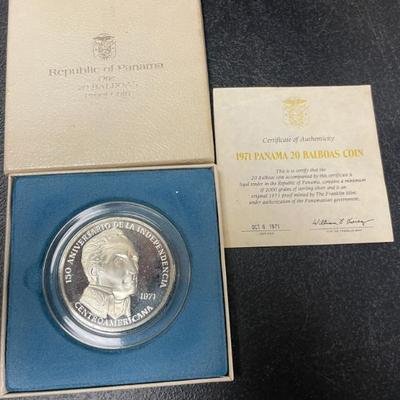 Republic of Panama
One
20 BALBOAS
Proof Coin
150 ANIVERSARIO DE LA INDEPENDENCIA
1971
CENTROAMERICANA
Certificate of Authenticity
1971 PANAMA 20 BALBOAS COIN
This is to certify that the
20 Balboa coin accompanied by this certificate is
legal tender in the Republic of Panama, contains a minimum
of 2000 grains of sterling silver and is an
original 1971 proof minted by The Franklin Mint
under authorization of the Panamanian government.
OCT 6 1971